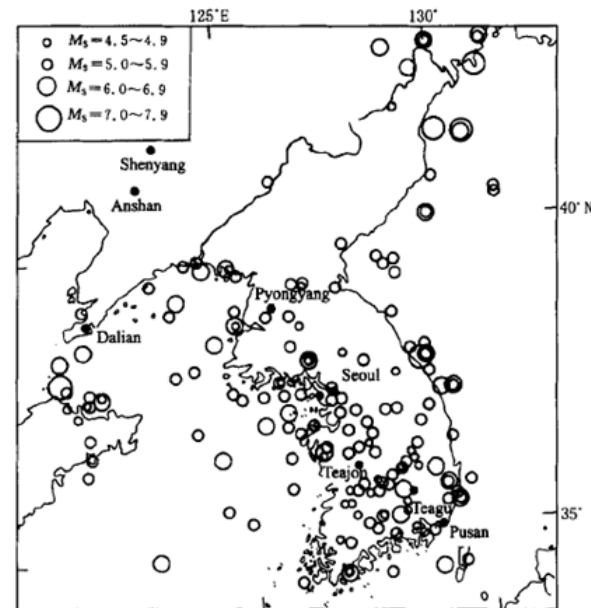 125°E 130°
Ms=4.5~4.9
Ms=5.0~5.9
Ms=6.0~6.9
Ms=7.0~7.9
Shenyang
Anshan
40°N
Pyongyang
Dalian
Seoul
Teajon
Teagu
35°
Pusan